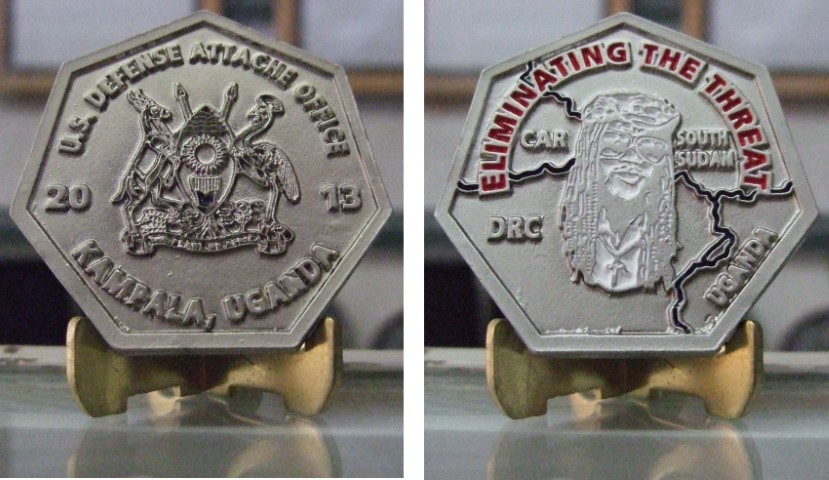 U.S. DEFENSE ATTACHE OFFICE
20 13
KAMPALA, UGANDA
ELIMINATING THE THREAT
CAR
SOUTH
SUDAN
DRC
UGANDA